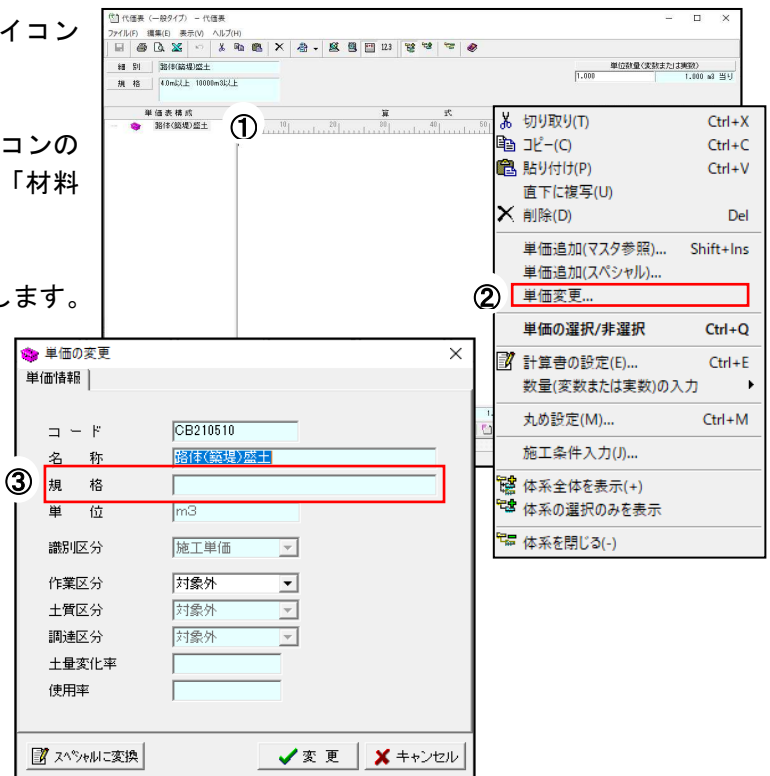 イコン
コンの
「材料
します。
代価表（一般タイプ） - 代価表
ファイル(F) 編集(E) 表示(V) ヘルプ(H)
細 別 路体(築堤)盛土
規 格 4.0m以上 10000m3以上
単位数量(変数または実数)
1.000 1.000 m3 当り
単 価 表 構 成 算 式
路体(築堤)盛土
①
10 20 30 40 50
切り取り(T) Ctrl+X
コピー(C) Ctrl+C
貼り付け(P) Ctrl+V
直下に複写(U)
削除(D) Del
単価追加(マスタ参照)... Shift+Ins
単価追加(スペシャル)...
② 単価変更...
単価の選択/非選択 Ctrl+Q
計算書の設定(E)... Ctrl+E
数量(変数または実数)の入力
丸め設定(M)... Ctrl+M
施工条件入力(J)...
体系全体を表示(+)
体系の選択のみを表示
体系を閉じる(-)
単価の変更
単価情報
コ ー ド CB210510
名 称 路体(築堤)盛土
③ 規 格
単 位 m3
識別区分 施工単価
作業区分 対象外
土質区分 対象外
調達区分 対象外
土量変化率
使用率
スペシャルに変換 変 更 キャンセル